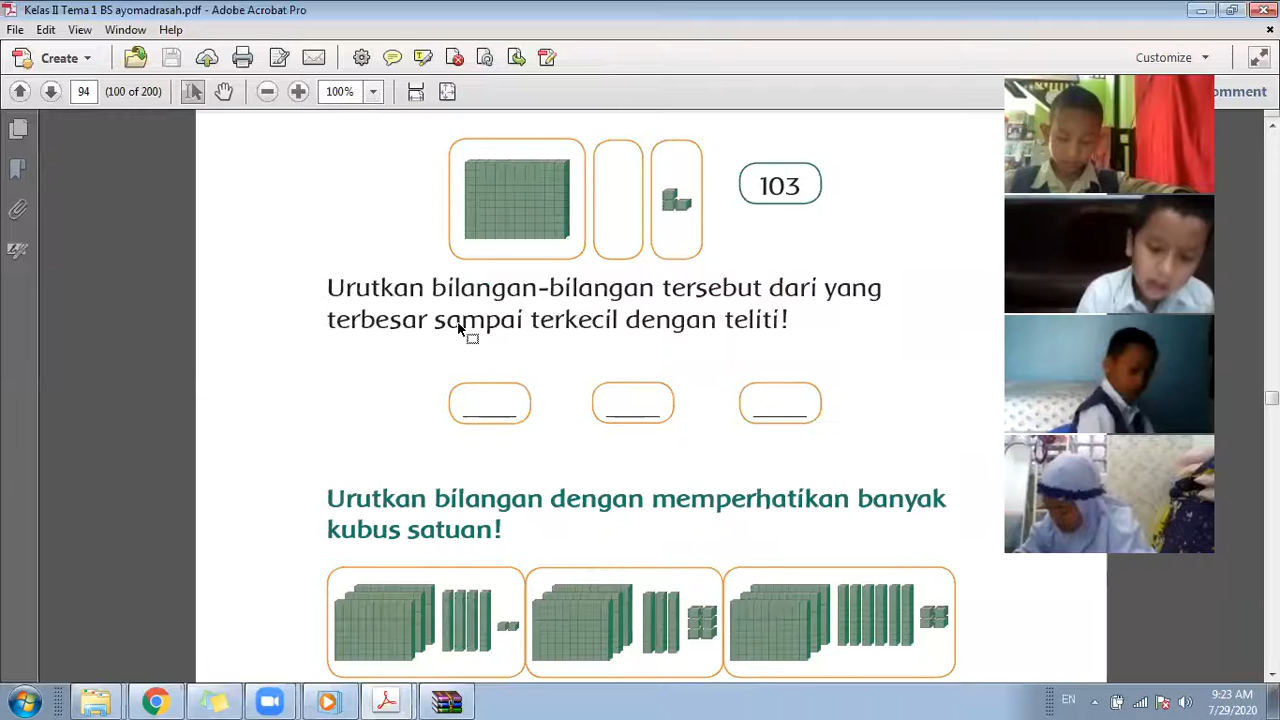 Kelas II Tema 1 BS ayomadrasah.pdf - Adobe Acrobat Pro
File Edit View Window Help
Create
Customize
94 (100 of 200) 100%
omment
103
Urutkan bilangan-bilangan tersebut dari yang
terbesar sampai terkecil dengan teliti!
Urutkan bilangan dengan memperhatikan banyak
kubus satuan!
EN
9:23 AM
7/29/2020